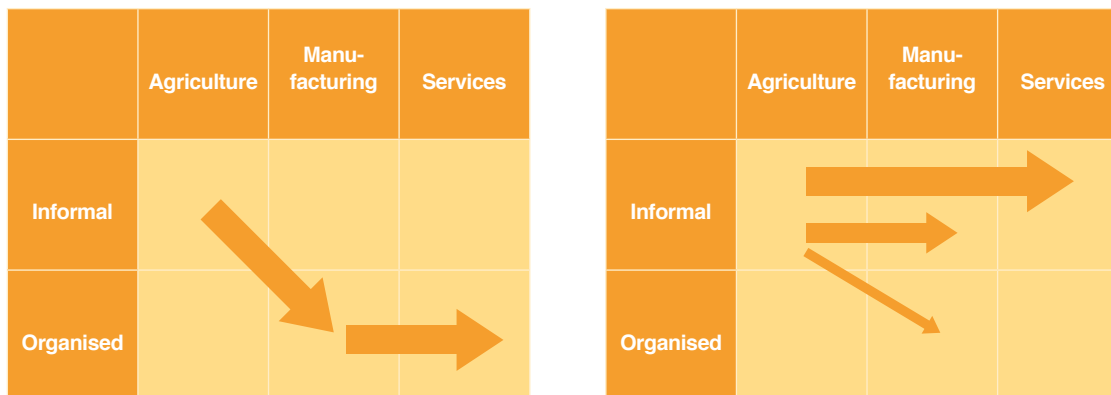 Agriculture
Manu-
facturing
Services
Informal
Organised
Agriculture
Manu-
facturing
Services
Informal
Organised